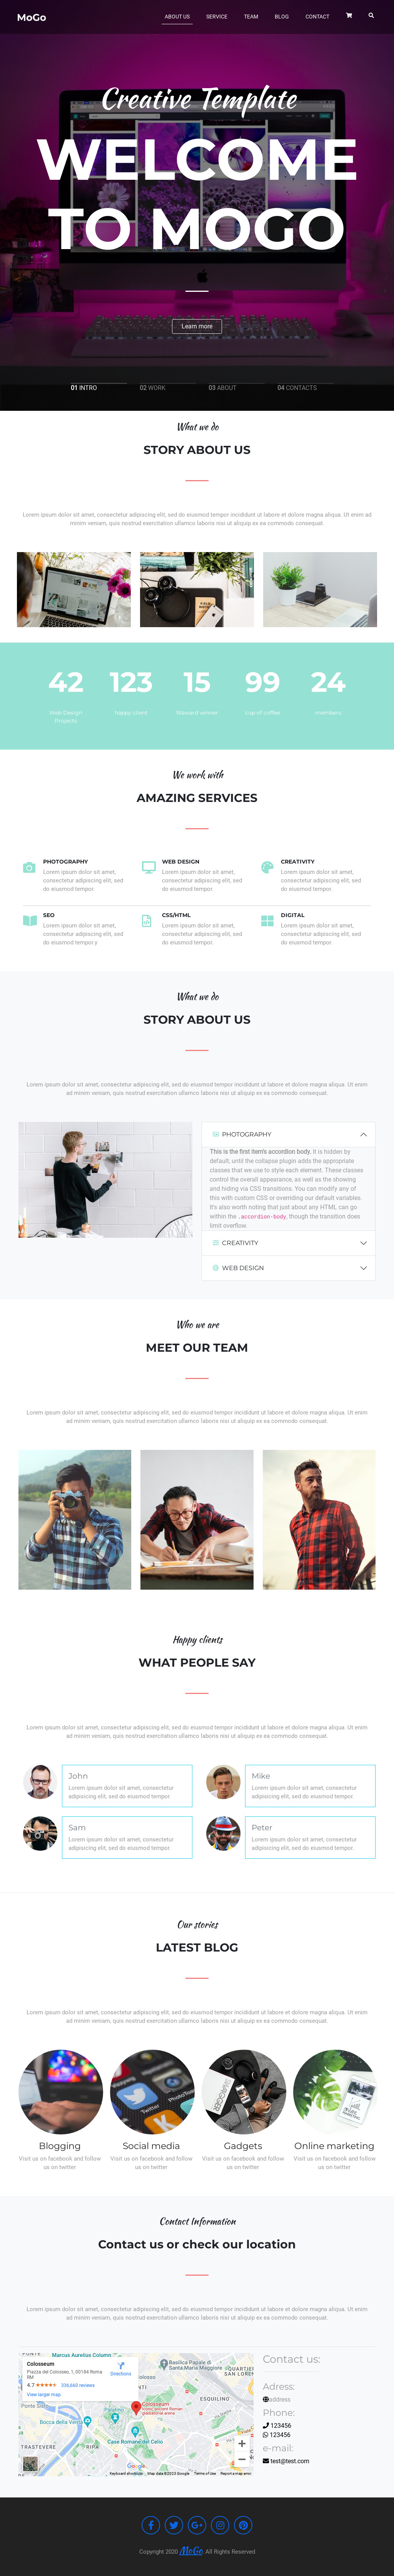 MoGo
ABOUT US
SERVICE
TEAM
BLOG
CONTACT
Creative Template
WELCOME
TO MOGO
Learn more
01 INTRO
02 WORK
03 ABOUT
04 CONTACTS
What we do
STORY ABOUT US
Lorem ipsum dolor sit amet, consectetur adipiscing elit, sed do eiusmod tempor incididunt ut labore et dolore magna aliqua. Ut enim ad
minim veniam, quis nostrud exercitation ullamco laboris nisi ut aliquip ex ea commodo consequat.
42
Web Design
Projects
123
happy client
15
99
cup of coffee
24
members
We work with
AMAZING SERVICES
PHOTOGRAPHY
Lorem ipsum dolor sit amet,
consectetur adipiscing elit, sed
do eiusmod tempor.
WEB DESIGN
Lorem ipsum dolor sit amet,
consectetur adipiscing elit, sed
do eiusmod tempor.
CREATIVITY
Lorem ipsum dolor sit amet,
consectetur adipiscing elit, sed
do eiusmod tempor.
SEO
Lorem ipsum dolor sit amet,
consectetur adipiscing elit, sed
do eiusmod tempor.y
CSS/HTML
Lorem ipsum dolor sit amet,
consectetur adipiscing elit, sed
do eiusmod tempor.
DIGITAL
Lorem ipsum dolor sit amet,
consectetur adipiscing elit, sed
do eiusmod tempor.
What we do
STORY ABOUT US
Lorem ipsum dolor sit amet, consectetur adipiscing elit, sed do eiusmod tempor incididunt ut labore et dolore magna aliqua. Ut enim
ad minim veniam, quis nostrud exercitation ullamco laboris nisi ut aliquip ex ea commodo consequat.
PHOTOGRAPHY
This is the first item's accordion body. It is hidden by
default, until the collapse plugin adds the appropriate
classes that we use to style each element. These classes
control the overall appearance, as well as the showing
and hiding via CSS transitions. You can modify any of
this with custom CSS or overriding our default variables.
It's also worth noting that just about any HTML can go
within the .accordion-body, though the transition does
limit overflow.
CREATIVITY
WEB DESIGN
Who we are
MEET OUR TEAM
Lorem ipsum dolor sit amet, consectetur adipiscing elit, sed do eiusmod tempor incididunt ut labore et dolore magna aliqua. Ut enim
ad minim veniam, quis nostrud exercitation ullamco laboris nisi ut aliquip ex ea commodo consequat.
Happy clients
WHAT PEOPLE SAY
Lorem ipsum dolor sit amet, consectetur adipiscing elit, sed do eiusmod tempor incididunt ut labore et dolore magna aliqua. Ut enim
ad minim veniam, quis nostrud exercitation ullamco laboris nisi ut aliquip ex ea commodo consequat.
John
Lorem ipsum dolor sit amet, consectetur
adipisicing elit, sed do eiusmod tempor.
Mike
Lorem ipsum dolor sit amet, consectetur
adipisicing elit, sed do eiusmod tempor.
Sam
Lorem ipsum dolor sit amet, consectetur
adipisicing elit, sed do eiusmod tempor.
Peter
Lorem ipsum dolor sit amet, consectetur
adipisicing elit, sed do eiusmod tempor.
Our stories
LATEST BLOG
Lorem ipsum dolor sit amet, consectetur adipiscing elit, sed do eiusmod tempor incididunt ut labore et dolore magna aliqua. Ut enim
ad minim veniam, quis nostrud exercitation ullamco laboris nisi ut aliquip ex ea commodo consequat.
Twitter
Blogging
Visit us on facebook and follow
us on twitter
Social media
Visit us on facebook and follow
us on twitter
Gadgets
Visit us on facebook and follow
us on twitter
Online marketing
Visit us on facebook and follow
us on twitter
Contact Information
Contact us or check our location
Lorem ipsum dolor sit amet, consectetur adipiscing elit, sed do eiusmod tempor incididunt ut labore et dolore magna aliqua. Ut enim
ad minim veniam, quis nostrud exercitation ullamco laboris nisi ut aliquip ex ea commodo consequat.
Marcus Aurelius Column
Colosseum
Piazza del Colosseo, 1, 00184 Roma
RM
4.7
View larger map
Directions
Basilica Papale di
Santa Maria Maggiore
ESQUILINO
Colosseum
Palatino
Bocca della Verità
Case Romane del Celio
TRASTEVERE
RIPA
Google
Keyboard shortcuts
Map data ©2023 Google
Terms of Use
Report a map error
Contact us:
Adress:
address
Phone:
123456
123456
e-mail:
test@test.com
Copyright 2020 MoGo All Rights Reserved